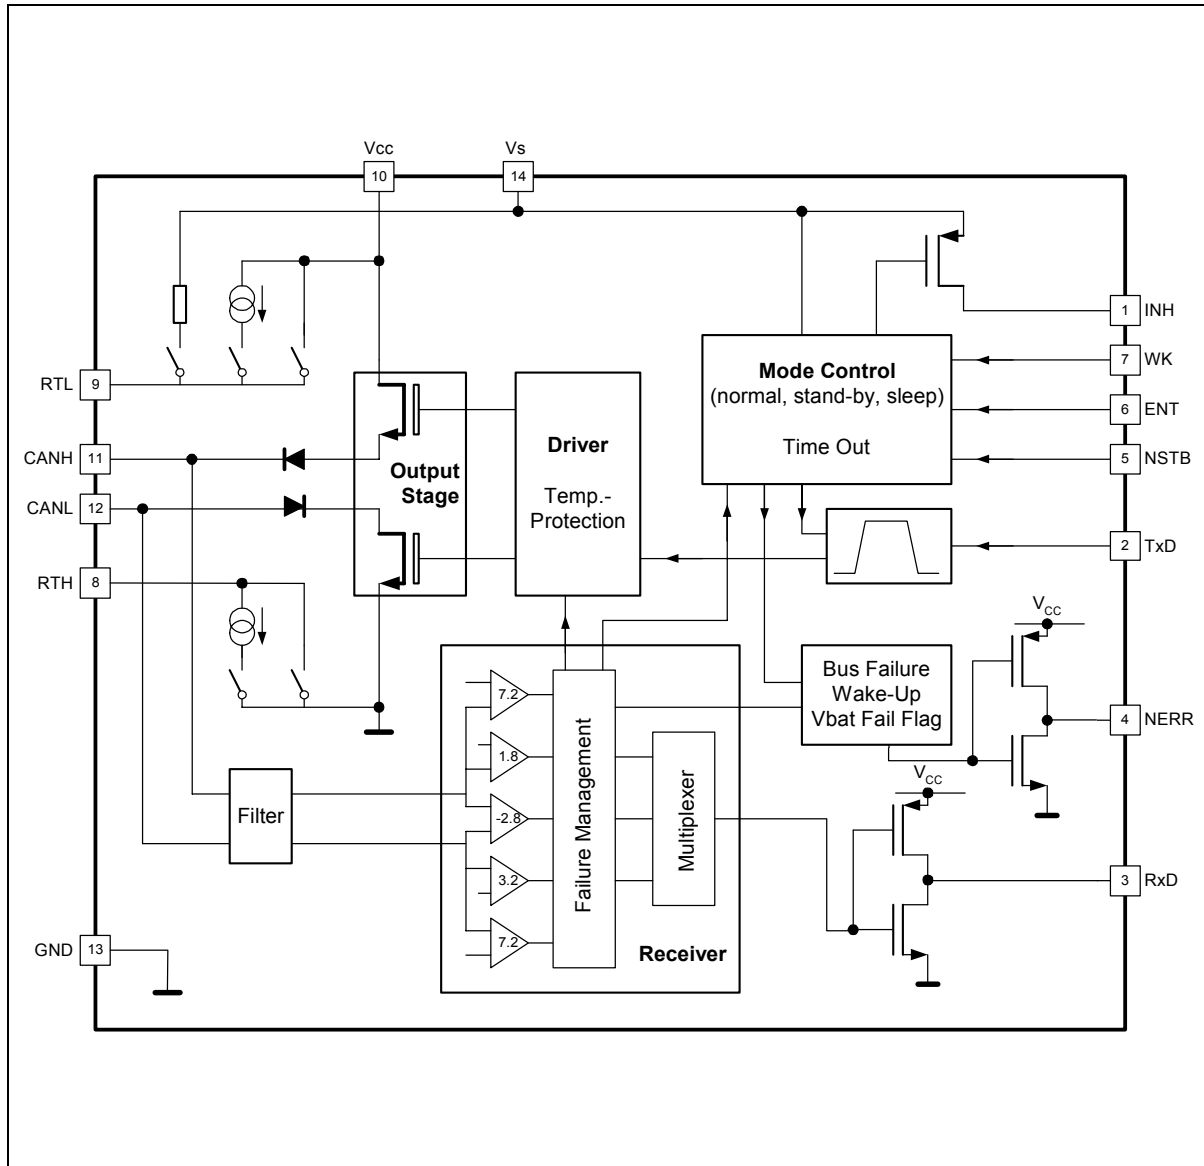 Vcc
Vs
10
14
1
INH
7
WK
Mode Control
(normal, stand-by, sleep)
Time Out
RTL
9
6
ENT
CANH
11
Output
Stage
Driver
Temp.-
Protection
5
NSTB
CANL
12
2
TxD
RTH
8
VCC
7.2
1.8
-2.8
3.2
7.2
Failure Management
Multiplexer
Receiver
Bus Failure
Wake-Up
Vbat Fail Flag
4
NERR
VCC
Filter
3
RxD
GND
13